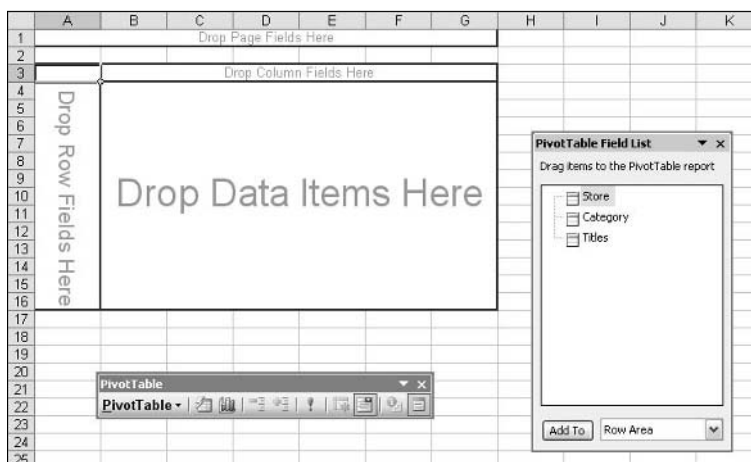 A B C D E F G H I J K
1 Drop Page Fields Here
2
3 Drop Column Fields Here
4
5
6
7
8
9
10
11
12
13
14
15
16
17
18
19
20
21
22
23
24
25
Drop Row Fields Here
Drop Data Items Here
PivotTable Field List
Drag items to the PivotTable report
Store
Category
Titles
Add To Row Area
PivotTable
PivotTable